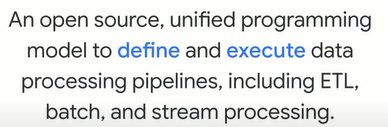 An open source, unified programming
model to define and execute data
processing pipelines, including ETL,
batch, and stream processing.